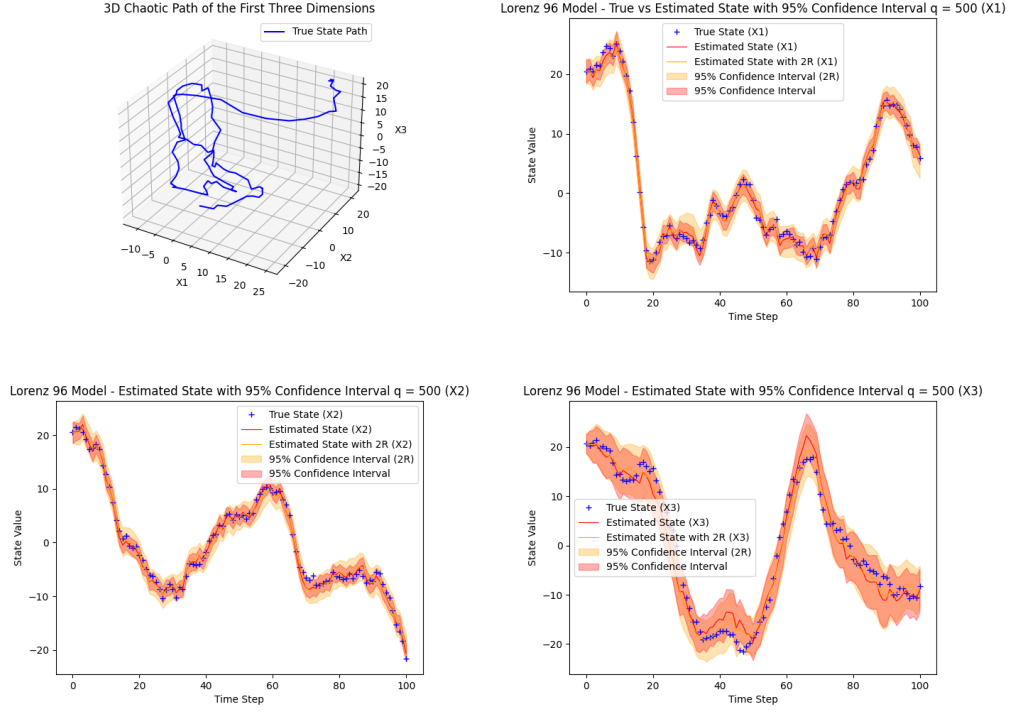 3D Chaotic Path of the First Three Dimensions
True State Path
20
15
10
5
0
−5
−10
−15
−20
X3
−10
−5
0
5
10
15
20
25
X1
−20
−10
0
10
20
X2
Lorenz 96 Model - True vs Estimated State with 95% Confidence Interval q = 500 (X1)
True State (X1)
Estimated State (X1)
Estimated State with 2R (X1)
95% Confidence Interval (2R)
95% Confidence Interval
State Value
20
10
0
−10
0
20
40
60
80
100
Time Step
Lorenz 96 Model - Estimated State with 95% Confidence Interval q = 500 (X2)
True State (X2)
Estimated State (X2)
Estimated State with 2R (X2)
95% Confidence Interval (2R)
95% Confidence Interval
State Value
20
10
0
−10
−20
0
20
40
60
80
100
Time Step
Lorenz 96 Model - Estimated State with 95% Confidence Interval q = 500 (X3)
True State (X3)
Estimated State (X3)
Estimated State with 2R (X3)
95% Confidence Interval (2R)
95% Confidence Interval
State Value
20
10
0
−10
−20
0
20
40
60
80
100
Time Step